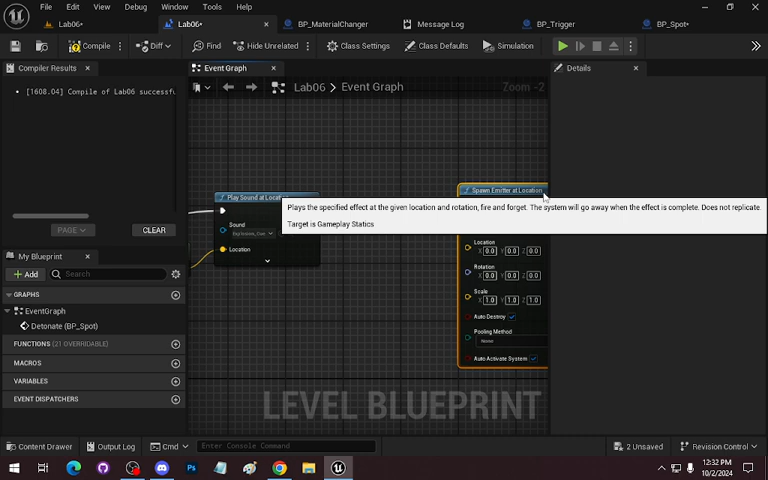 File Edit View Debug Window Tools Help
Lab06• Lab06• BP_MaterialChanger Message Log BP_Trigger BP_Spot•
Compile Diff Find Hide Unrelated Class Settings Class Defaults Simulation
Compiler Results Event Graph Details
Lab06 > Event Graph Zoom -2
[1608.04] Compile of Lab06 successfu
Spawn Emitter at Location
Play Sound at
Plays the specified effect at the given location and rotation, fire and forget. The system will go away when the effect is complete. Does not replicate.
Target is Gameplay Statics
Sound
Location
X 0.0 Y 0.0 Z 0.0
Location
Rotation
X 0.0 Y 0.0 Z 0.0
Scale
X 1.0 Y 1.0 Z 1.0
Auto Destroy
Pooling Method
None
Auto Activate System
PAGE CLEAR
My Blueprint
+ Add Search
GRAPHS
EventGraph
Detonate (BP_Spot)
FUNCTIONS (21 OVERRIDABLE)
MACROS
VARIABLES
EVENT DISPATCHERS
LEVEL BLUEPRINT
Content Drawer Output Log Cmd Enter Console Command 2 Unsaved Revision Control
12:32 PM
10/2/2024